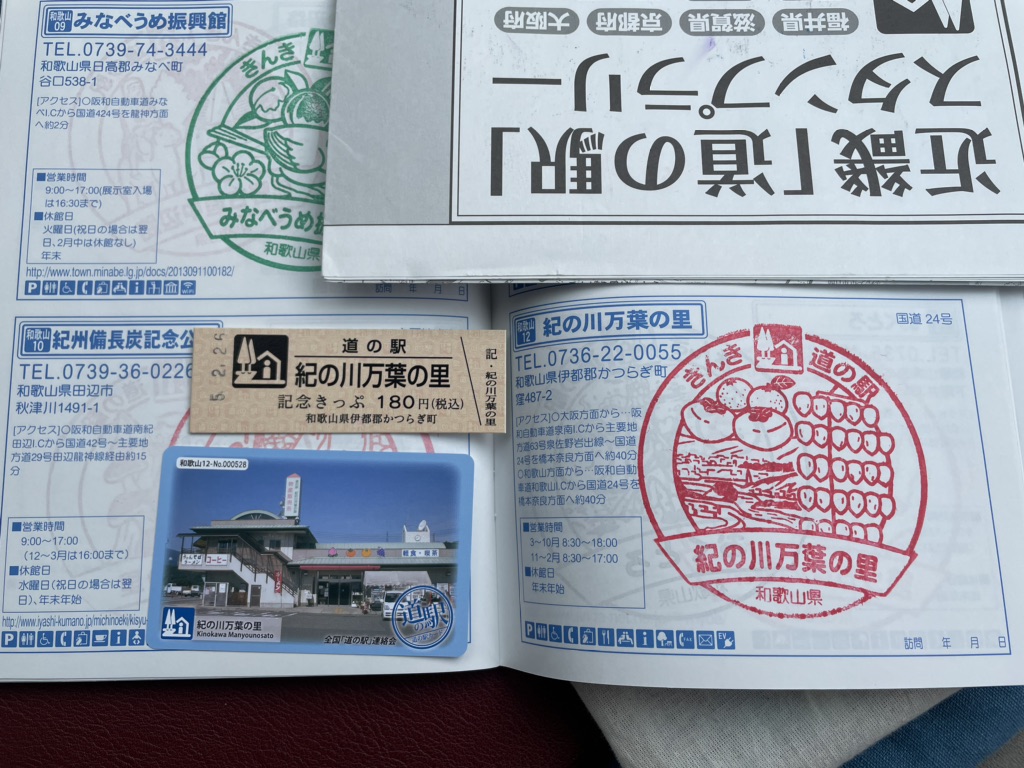 和歌山
09
みなべうめ振興館
TEL.0739-74-3444
和歌山県日高郡みなべ町
谷口538-1
[アクセス]○阪和自動車道みな
べI.Cから国道424号を龍神方面
へ約2分
■営業時間
9:00〜17:00(展示室入場
は16:30まで)
■休館日
火曜日(祝日の場合は翌
日、2月中は休館なし)
年末
http://www.town.minabe.lg.jp/docs/2013091100182/
きんき
みなべうめ振
和歌山県
訪問 年 月 日
近畿「道の駅」
スタンプラリー
福井県
滋賀県
京都府
大阪府
和歌山
10
紀州備長炭記念公
TEL.0739-36-0226
和歌山県田辺市
秋津川1491-1
[アクセス]○阪和自動車道南紀
田辺I.Cから国道42号〜主要地
方道29号田辺龍神線経由約15
分
■営業時間
9:00〜17:00
(12〜3月は16:00まで)
■休館日
水曜日(祝日の場合は翌
日)、年末年始
http://www.iyashi-kumano.jp/michinoeki/kisyu-
5.2.26
道の駅
紀の川万葉の里
記念きっぷ 180円(税込)
和歌山県伊都郡かつらぎ町
記・紀の川万葉の里
和歌山12-No.000528
コーヒー
軽食・喫茶
紀の川万葉の里
Kinokawa Manyounosato
全国「道の駅」連絡会
道の駅
和歌山
12
紀の川万葉の里
国道 24号
TEL.0736-22-0055
和歌山県伊都郡かつらぎ町
窪487-2
[アクセス]○大阪方面から…阪
和自動車道泉南I.Cから主要地
方道63号泉佐野岩出線〜国道
24号を橋本奈良方面へ約40分
○和歌山方面から…阪和自動
車道和歌山I.Cから国道24号を
橋本奈良方面へ約40分
■営業時間
3〜10月 8:30〜18:00
11〜2月 8:30〜17:00
■休館日
年末年始
きんき 道の駅
紀の川万葉の里
和歌山県
訪問 年 月 日